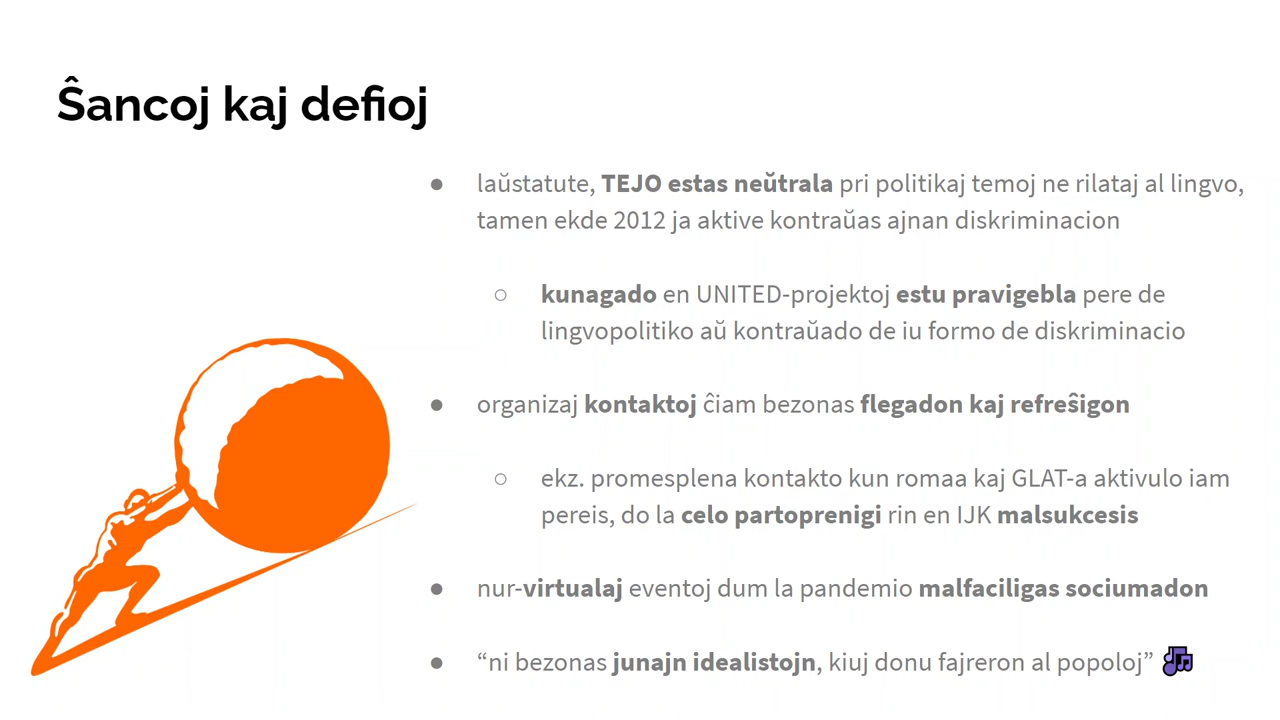 Ŝancoj kaj defioj
● laŭstatute, TEJO estas neŭtrala pri politikaj temoj ne rilataj al lingvo,
tamen ekde 2012 ja aktive kontraŭas ajnan diskriminacion
○ kunagado en UNITED-projektoj estu pravigebla pere de
lingvopolitiko aŭ kontraŭado de iu formo de diskriminacio
● organizaj kontaktoj ĉiam bezonas flegadon kaj refreŝigon
○ ekz. promesplena kontakto kun romaa kaj GLAT-a aktivulo iam
pereis, do la celo partoprenigi rin en IJK malsukcesis
● nur-virtualaj eventoj dum la pandemio malfaciligas sociumadon
● “ni bezonas junajn idealistojn, kiuj donu fajreron al popoloj”